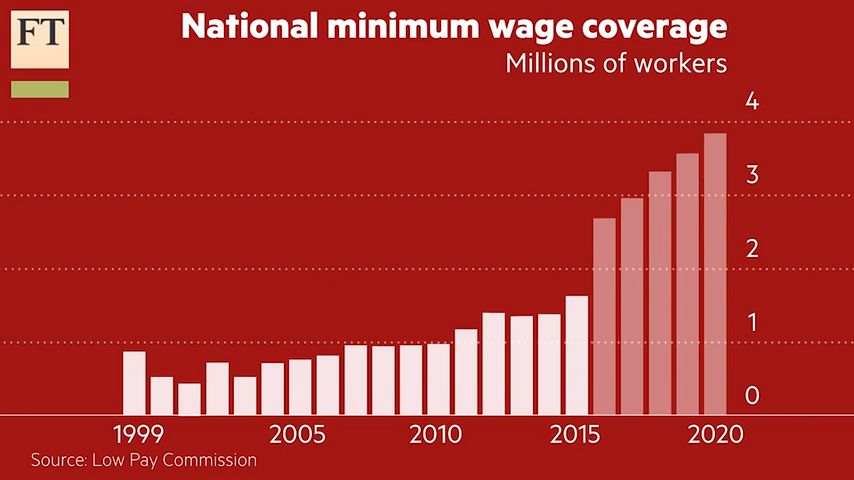 FT
National minimum wage coverage
Millions of workers
4
3
2
1
0
1999 2005 2010 2015 2020
Source: Low Pay Commission